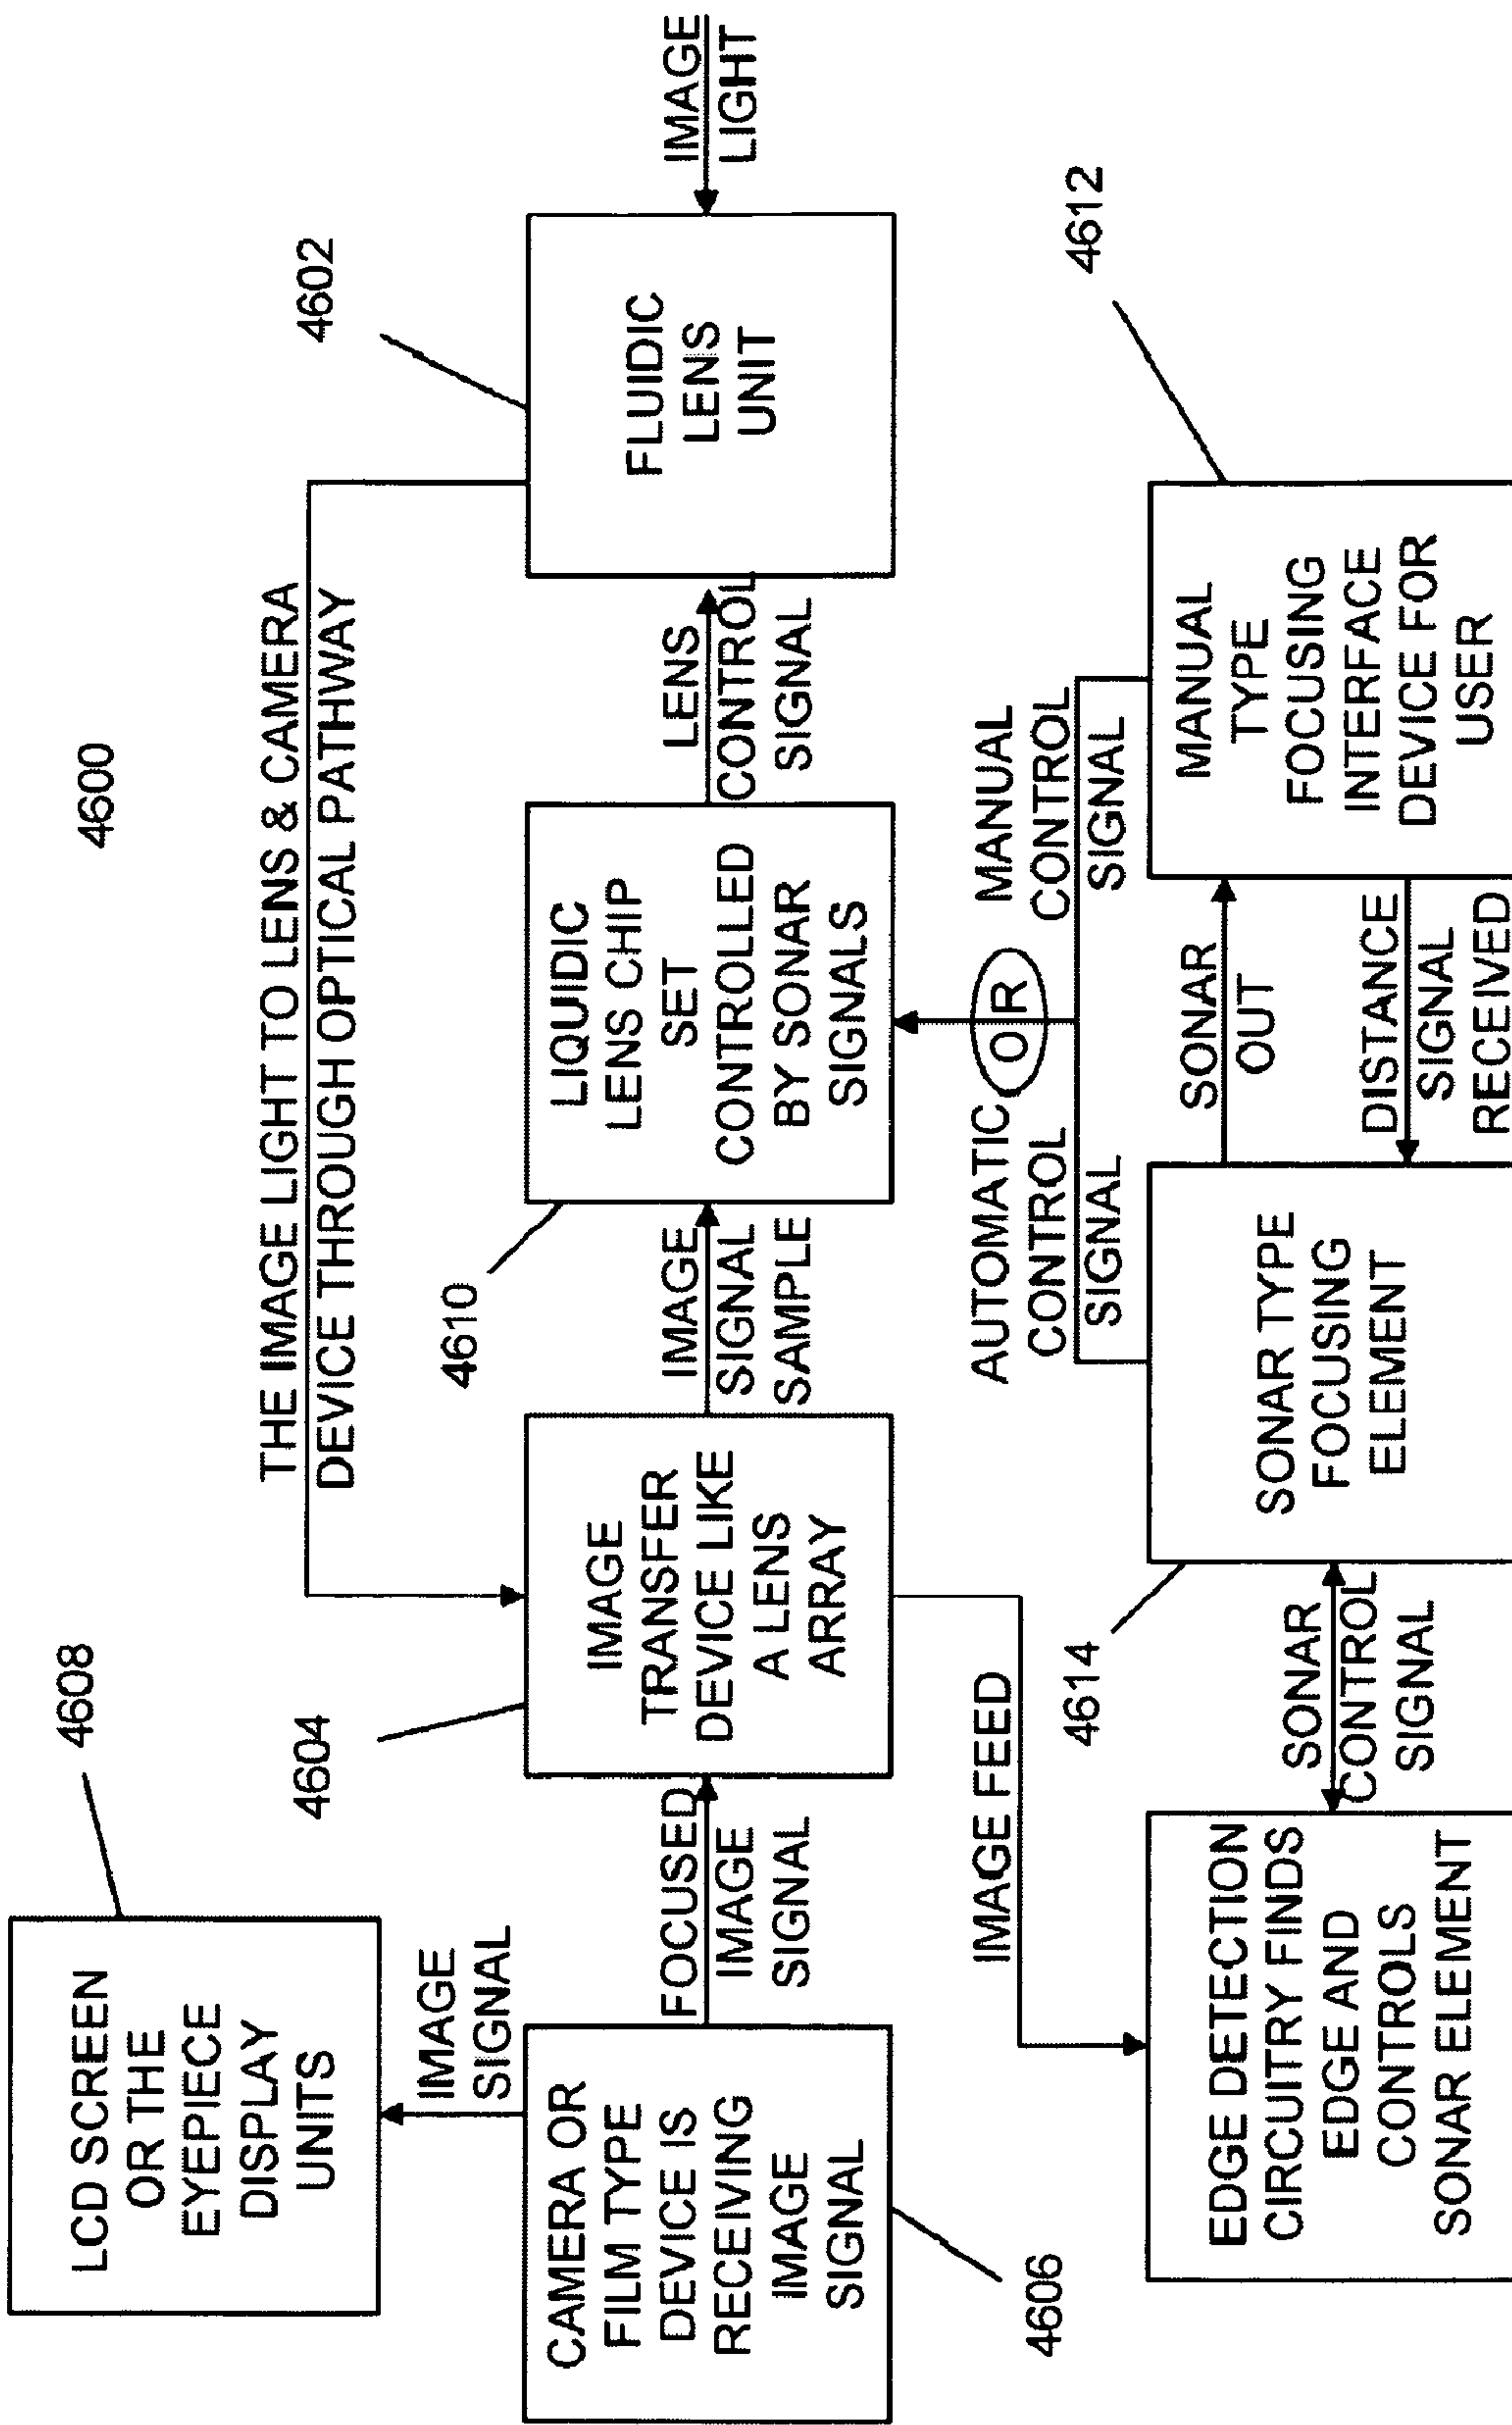 4600
4608
LCD SCREEN
OR THE
EYEPIECE
DISPLAY
UNITS
THE IMAGE LIGHT TO LENS & CAMERA
DEVICE THROUGH OPTICAL PATHWAY
4604
4602
IMAGE
SIGNAL
4610
CAMERA OR
FILM TYPE
DEVICE IS
RECEIVING
IMAGE
SIGNAL
FOCUSED
IMAGE
SIGNAL
IMAGE
TRANSFER
DEVICE LIKE
A LENS
ARRAY
IMAGE
SIGNAL
SAMPLE
LIQUIDIC
LENS CHIP
SET
CONTROLLED
BY SONAR
SIGNALS
LENS
CONTROL
SIGNAL
FLUIDIC
LENS
UNIT
IMAGE
LIGHT
4606
IMAGE FEED
AUTOMATIC
CONTROL
SIGNAL
OR
MANUAL
CONTROL
SIGNAL
4614
4612
EDGE DETECTION
CIRCUITRY FINDS
EDGE AND
CONTROLS
SONAR ELEMENT
SONAR
CONTROL
SIGNAL
SONAR TYPE
FOCUSING
ELEMENT
SONAR
OUT
DISTANCE
SIGNAL
RECEIVED
MANUAL
TYPE
FOCUSING
INTERFACE
DEVICE FOR
USER